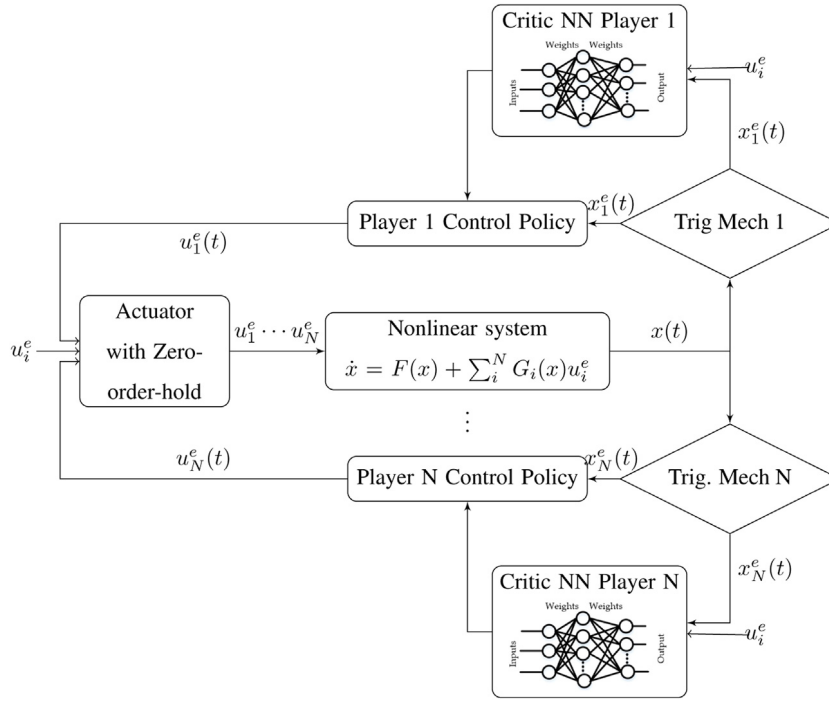 Critic NN Player 1
Weights Weights
Inputs
Output
u_i^e
x_1^e(t)
x_1^e(t)
Trig Mech 1
Player 1 Control Policy
u_1^e(t)
Actuator
with Zero-
order-hold
u_i^e
u_1^e ⋯ u_N^e
Nonlinear system
ẋ = F(x) + ∑_i^N G_i(x)u_i^e
x(t)
⋮
u_N^e(t)
x_N^e(t)
Player N Control Policy
Trig. Mech N
x_N^e(t)
Critic NN Player N
Weights Weights
Inputs
Output
u_i^e